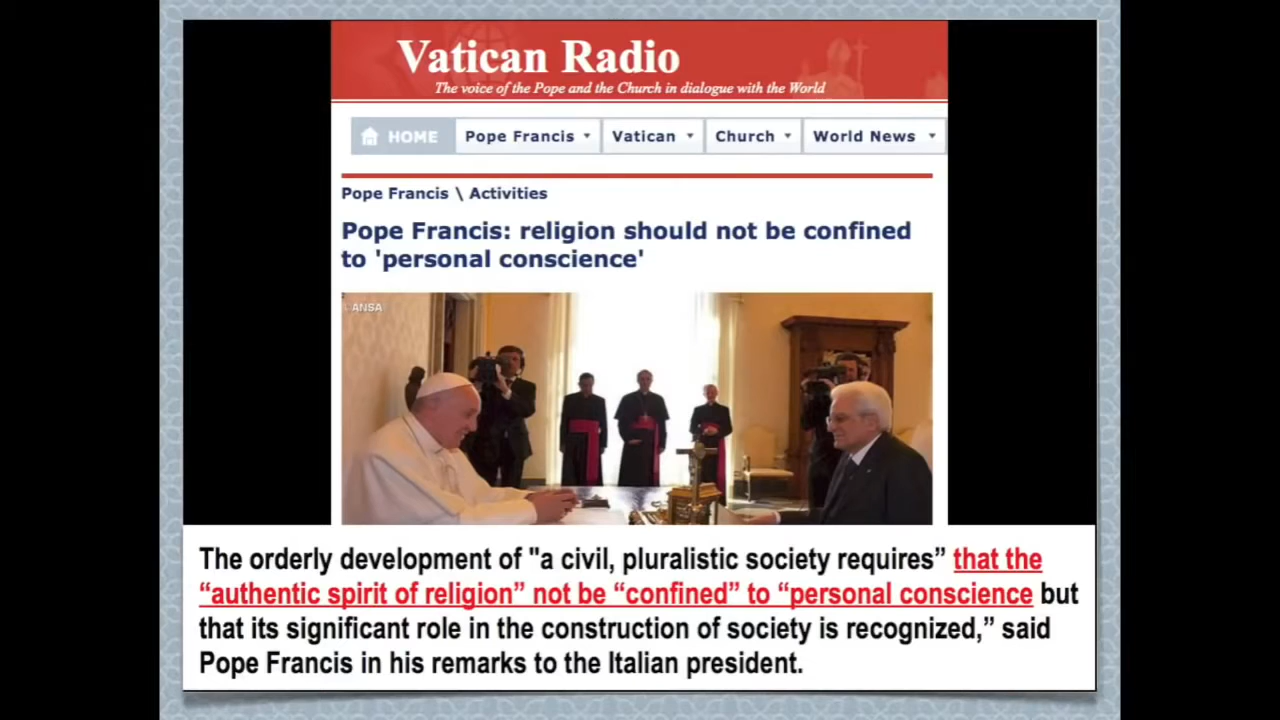 Vatican Radio
The voice of the Pope and the Church in dialogue with the World
HOME Pope Francis Vatican Church World News
Pope Francis \ Activities
Pope Francis: religion should not be confined
to 'personal conscience'
ANSA
The orderly development of "a civil, pluralistic society requires” that the
“authentic spirit of religion” not be “confined” to “personal conscience but
that its significant role in the construction of society is recognized,” said
Pope Francis in his remarks to the Italian president.